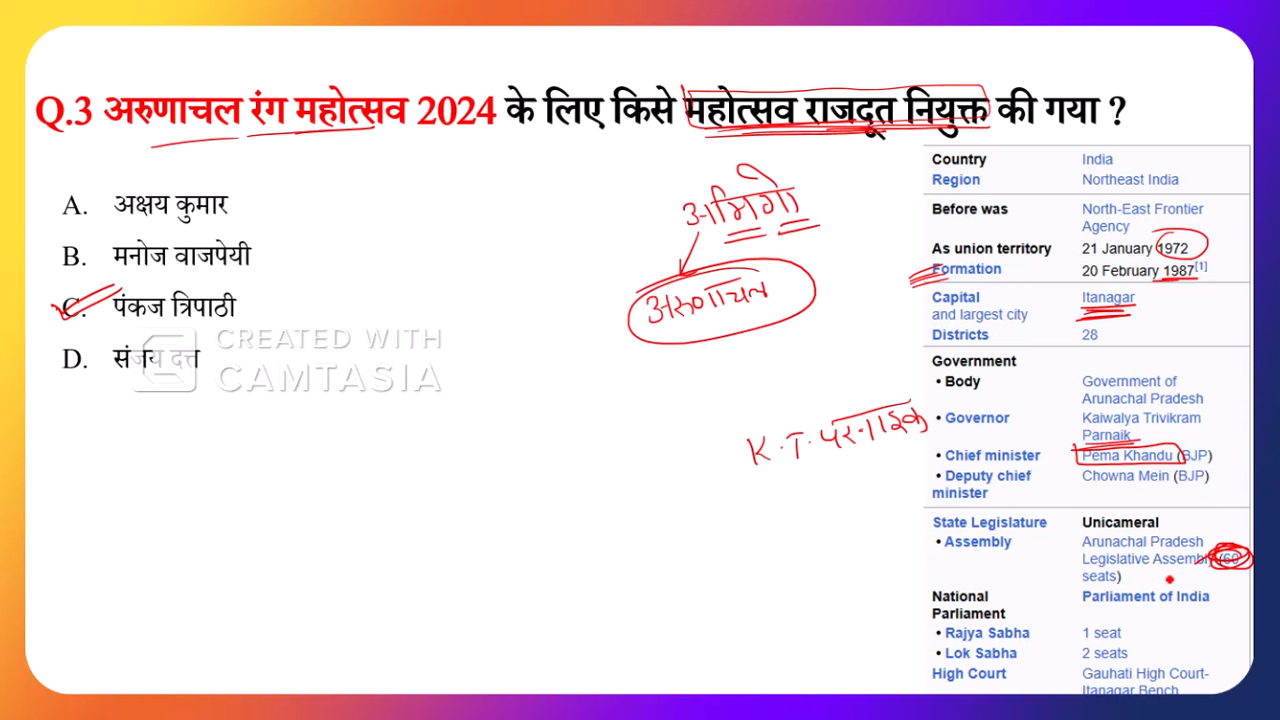 Q.3 अरुणाचल रंग महोत्सव 2024 के लिए किसे महोत्सव राजदूत नियुक्त की गया ?
A. अक्षय कुमार
B. मनोज वाजपेयी
C. पंकज त्रिपाठी
D. संजय दत्त
CREATED WITH
CAMTASIA
आमिगो
अरुणाचल
K.T. परनाइक
Country India
Region Northeast India
Before was North-East Frontier
Agency
As union territory 21 January 1972
Formation 20 February 1987[1]
Capital Itanagar
and largest city
Districts 28
Government
• Body Government of
Arunachal Pradesh
• Governor Kaiwalya Trivikram
Parnaik
• Chief minister Pema Khandu (BJP)
• Deputy chief Chowna Mein (BJP)
minister
State Legislature Unicameral
• Assembly Arunachal Pradesh
Legislative Assembly (60
seats)
National Parliament of India
Parliament
• Rajya Sabha 1 seat
• Lok Sabha 2 seats
High Court Gauhati High Court-
Itanagar Bench